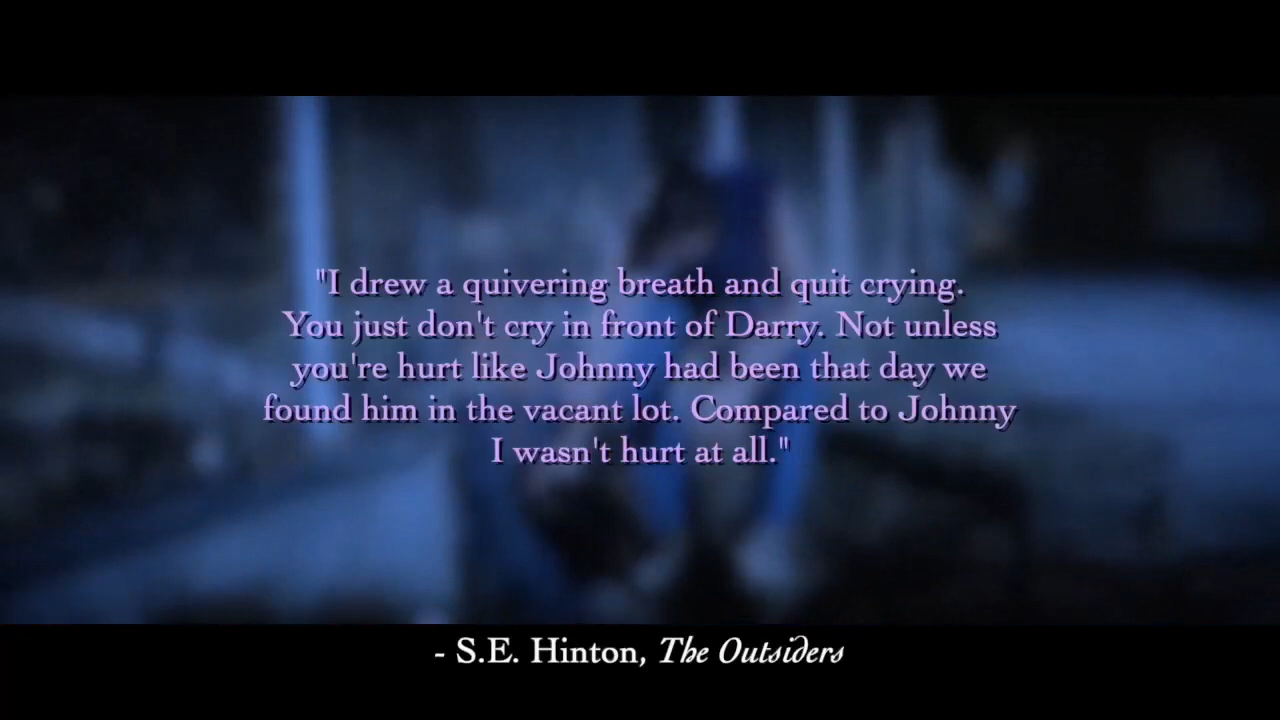 "I drew a quivering breath and quit crying.
You just don't cry in front of Darry. Not unless
you're hurt like Johnny had been that day we
found him in the vacant lot. Compared to Johnny
I wasn't hurt at all."
- S.E. Hinton, The Outsiders